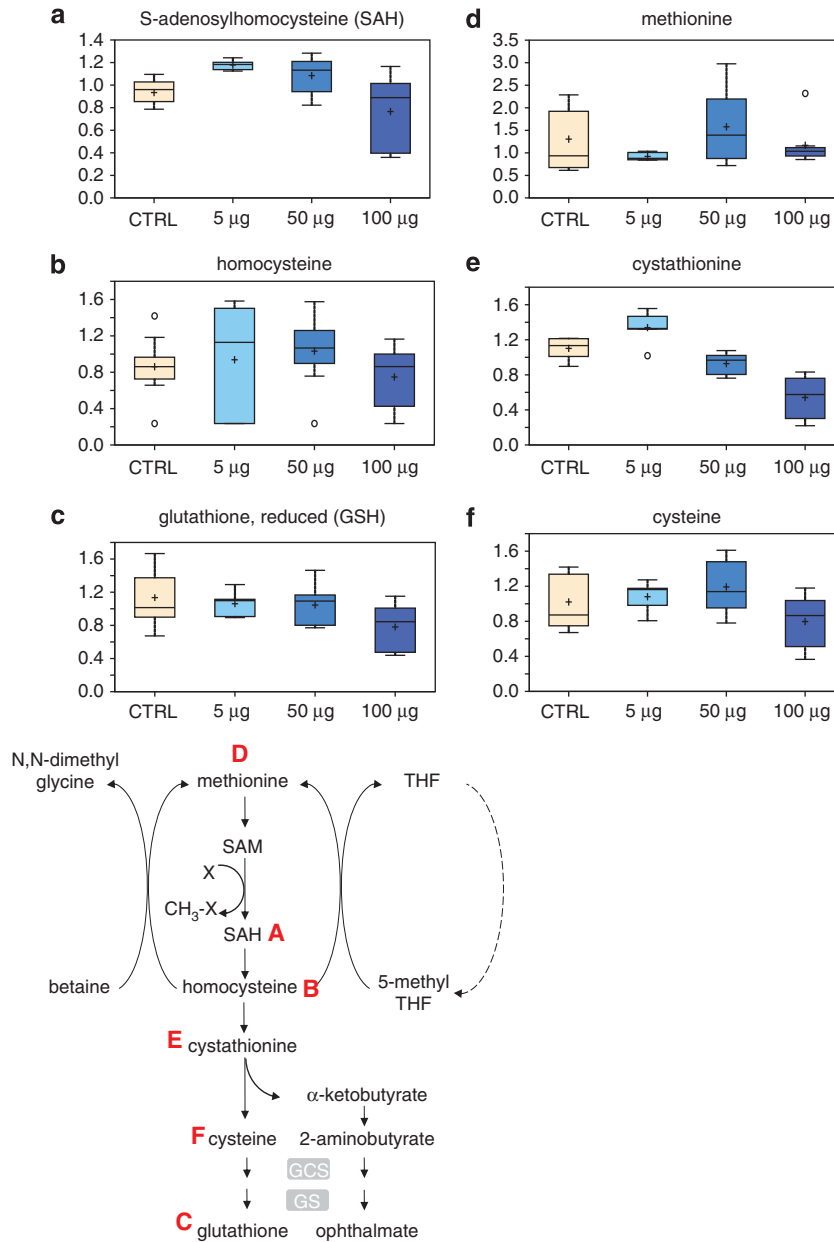 a
S-adenosylhomocysteine (SAH)
1.4
1.2
1.0
0.8
0.6
0.4
0.2
0.0
CTRL 5 μg 50 μg 100 μg
b
homocysteine
1.6
1.2
0.8
0.4
0.0
CTRL 5 μg 50 μg 100 μg
c
glutathione, reduced (GSH)
1.6
1.2
0.8
0.4
0.0
CTRL 5 μg 50 μg 100 μg
d
methionine
3.5
3.0
2.5
2.0
1.5
1.0
0.5
0.0
CTRL 5 μg 50 μg 100 μg
e
cystathionine
1.6
1.2
0.8
0.4
0.0
CTRL 5 μg 50 μg 100 μg
f
cysteine
1.6
1.2
0.8
0.4
0.0
CTRL 5 μg 50 μg 100 μg
D
N,N-dimethyl
glycine
methionine
THF
SAM
X
CH3-X
SAH A
betaine
homocysteine B
5-methyl
THF
E cystathionine
α-ketobutyrate
F cysteine
2-aminobutyrate
GCS
GS
C glutathione
ophthalmate